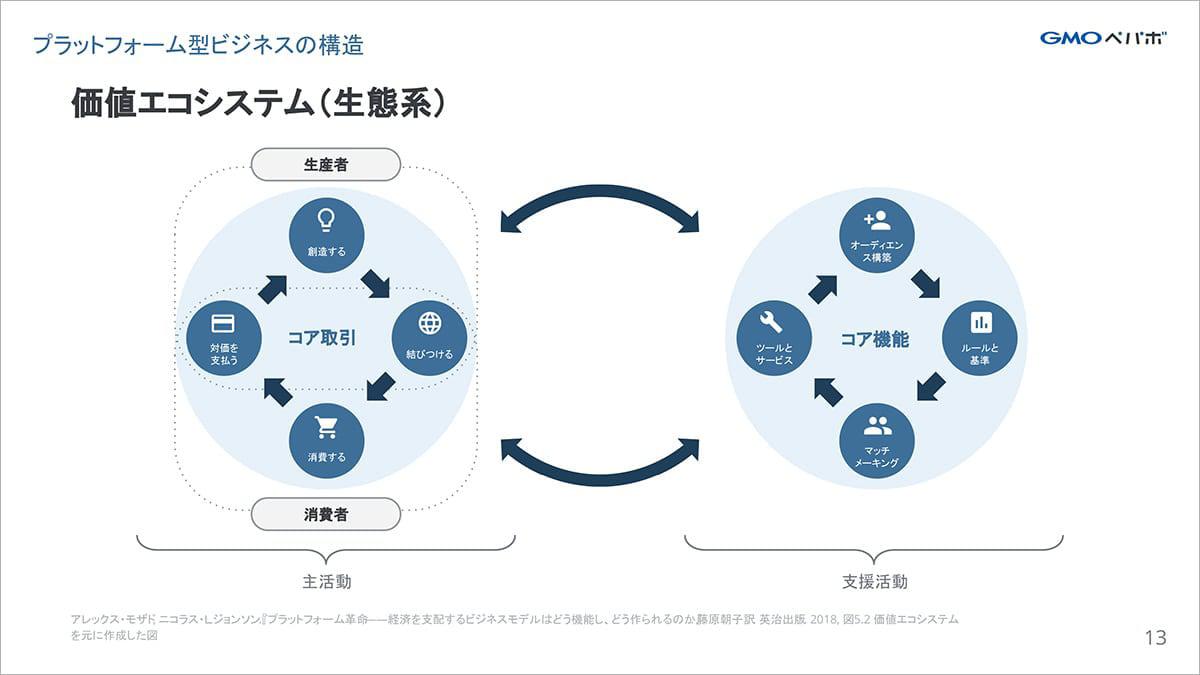 プラットフォーム型ビジネスの構造
GMOペパボ
価値エコシステム（生態系）
生産者
創造する
対価を
支払う
コア取引
結びつける
消費する
消費者
主活動
オーディエン
ス構築
ツールと
サービス
コア機能
ルールと
基準
マッチ
メーキング
支援活動
アレックス・モザド, ニコラス・L・ジョンソン,『プラットフォーム革命——経済を支配するビジネスモデルはどう機能し、どう作られるのか』,藤原朝子訳, 英治出版, 2018, 図5.2 価値エコシステム
を元に作成した図
13